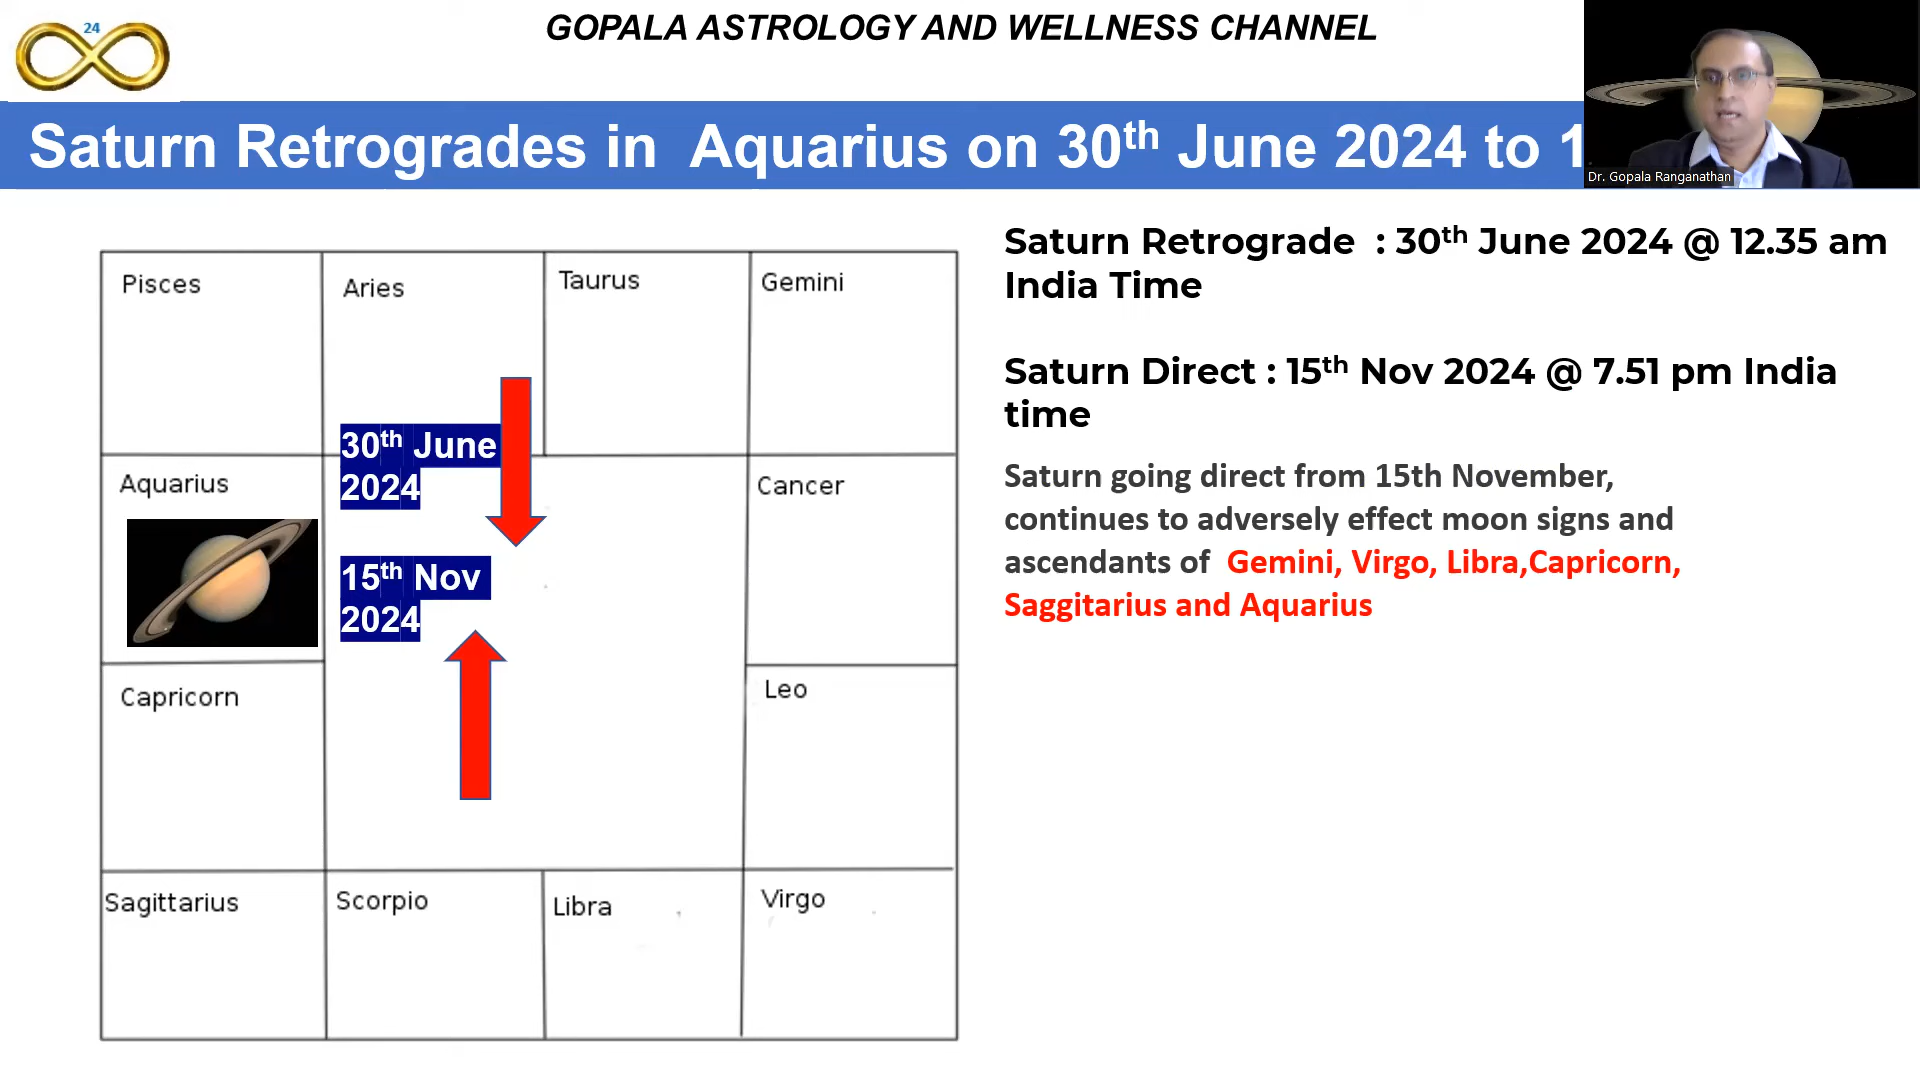 24
GOPALA ASTROLOGY AND WELLNESS CHANNEL
Saturn Retrogrades in Aquarius on 30th June 2024 to 1
Dr. Gopala Ranganathan
Saturn Retrograde : 30th June 2024 @ 12.35 am
India Time
Saturn Direct : 15th Nov 2024 @ 7.51 pm India
time
Saturn going direct from 15th November,
continues to adversely effect moon signs and
ascendants of Gemini, Virgo, Libra,Capricorn,
Saggitarius and Aquarius
Pisces
Aries
Taurus
Gemini
30th June
2024
Aquarius
Cancer
15th Nov
2024
Capricorn
Leo
Sagittarius
Scorpio
Libra
Virgo